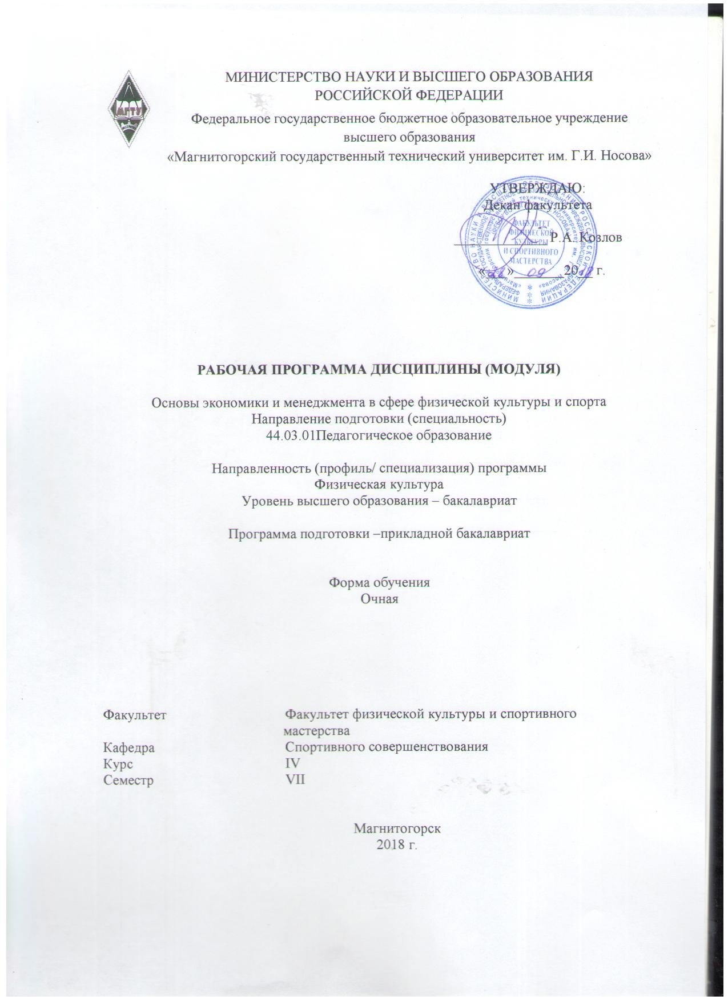 МИНИСТЕРСТВО НАУКИ И ВЫСШЕГО ОБРАЗОВАНИЯ
РОССИЙСКОЙ ФЕДЕРАЦИИ
МГТУ
Федеральное государственное бюджетное образовательное учреждение
высшего образования
«Магнитогорский государственный технический университет им. Г.И. Носова»
УТВЕРЖДАЮ:
Декан факультета
ФАКУЛЬТЕТ
ФИЗИЧЕСКОЙ
КУЛЬТУРЫ
И СПОРТИВНОГО
МАСТЕРСТВА
Р.А. Козлов
« » 09 2018 г.
РАБОЧАЯ ПРОГРАММА ДИСЦИПЛИНЫ (МОДУЛЯ)
Основы экономики и менеджмента в сфере физической культуры и спорта
Направление подготовки (специальность)
44.03.01Педагогическое образование
Направленность (профиль/ специализация) программы
Физическая культура
Уровень высшего образования – бакалавриат
Программа подготовки –прикладной бакалавриат
Форма обучения
Очная
Факультет Факультет физической культуры и спортивного
мастерства
Кафедра Спортивного совершенствования
Курс IV
Семестр VII
Магнитогорск
2018 г.